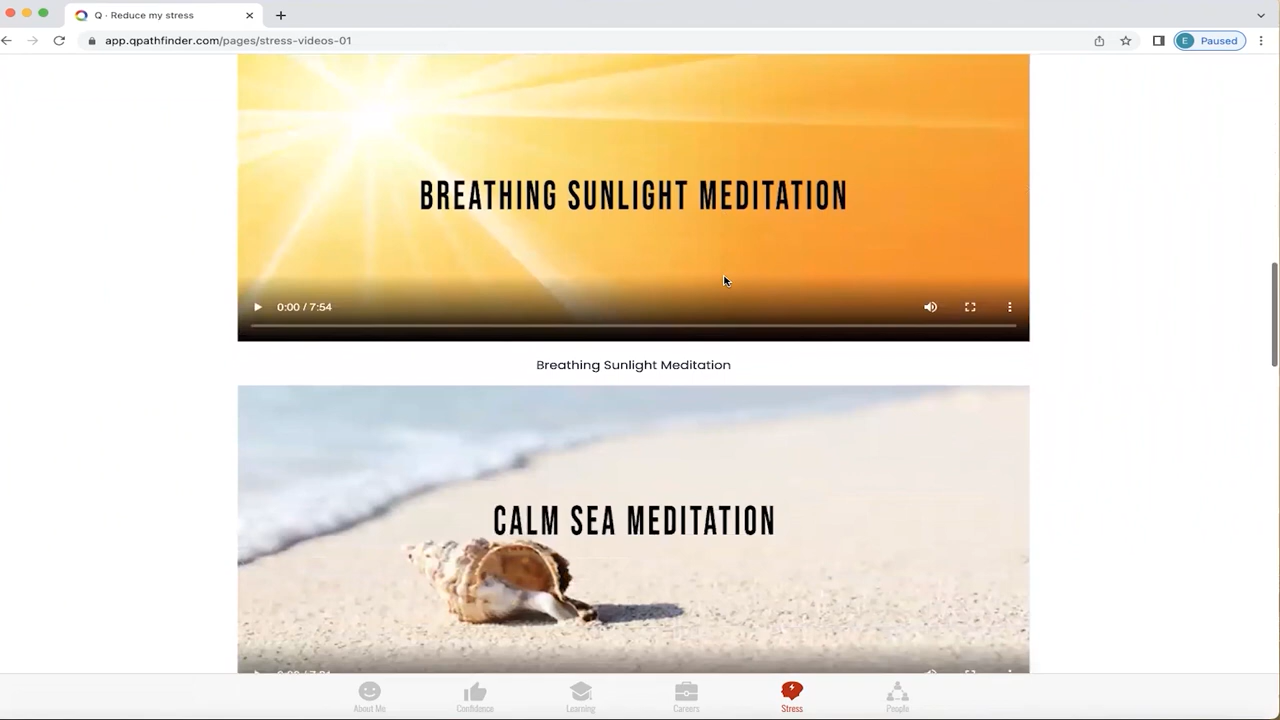 Q · Reduce my stress
app.qpathfinder.com/pages/stress-videos-01
E Paused
BREATHING SUNLIGHT MEDITATION
0:00 / 7:54
Breathing Sunlight Meditation
CALM SEA MEDITATION
About Me
Confidence
Learning
Careers
Stress
People